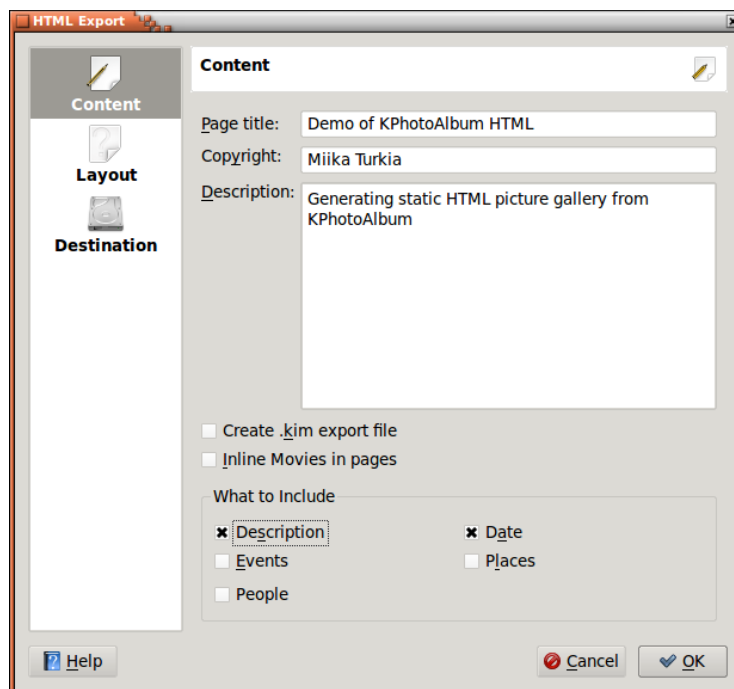 HTML Export
Content
Layout
Destination
Content
Page title: Demo of KPhotoAlbum HTML
Copyright: Miika Turkia
Description: Generating static HTML picture gallery from
KPhotoAlbum
Create .kim export file
Inline Movies in pages
What to Include
Description Date
Events Places
People
Help Cancel OK